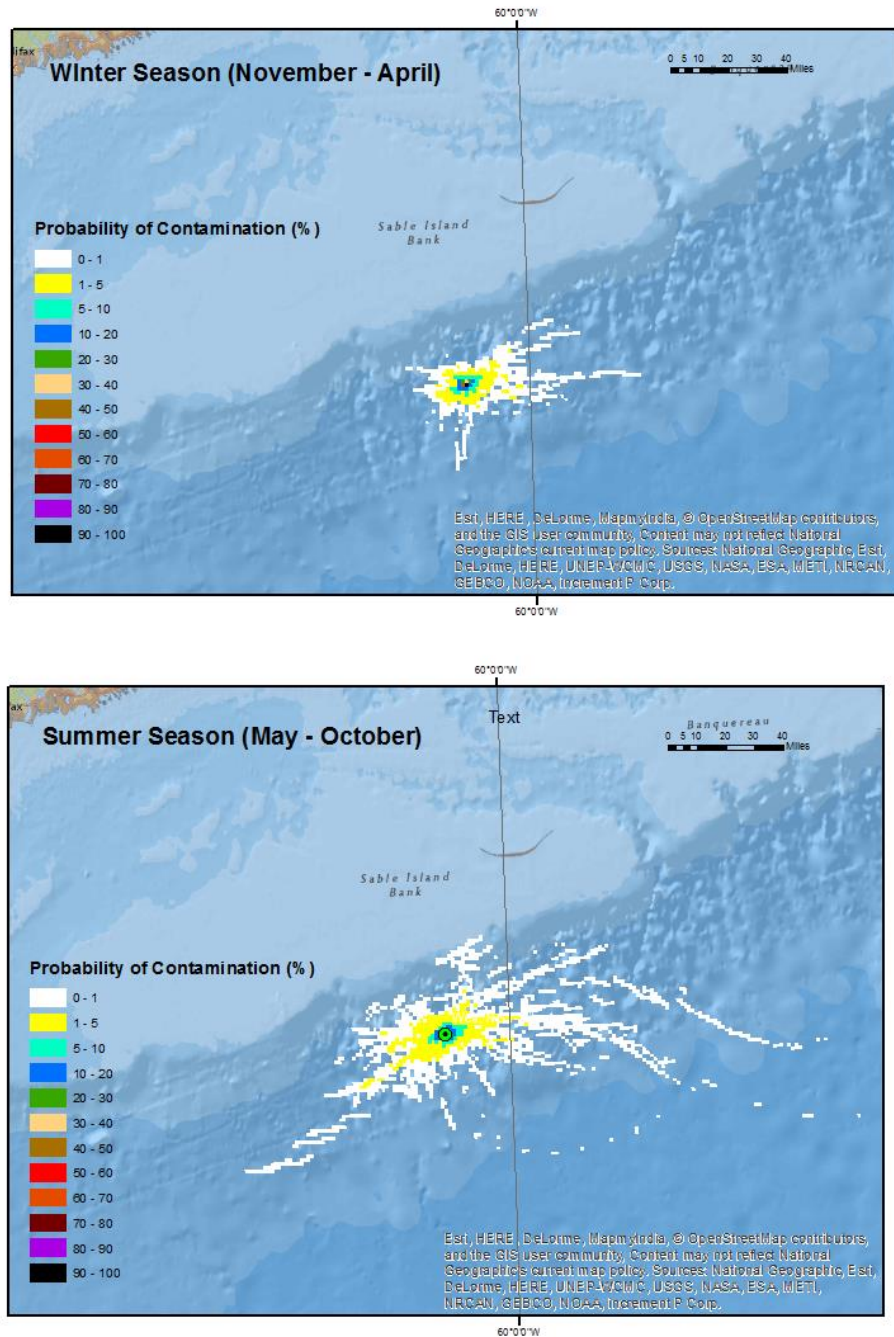 60°0'0"W
lifax
Winter Season (November - April)
0 5 10 20 30 40
Miles
Sable Island
Bank
Probability of Contamination (%)
0 - 1
1 - 5
5 - 10
10 - 20
20 - 30
30 - 40
40 - 50
50 - 60
60 - 70
70 - 80
80 - 90
90 - 100
Esri, HERE, DeLorme, MapmyIndia, © OpenStreetMap contributors,
and the GIS user community, Content may not reflect National
Geographic's current map policy. Sources: National Geographic, Esri,
DeLorme, HERE, UNEP-WCMC, USGS, NASA, ESA, METI, NRCAN,
GEBCO, NOAA, increment P Corp.
60°0'0"W
60°0'0"W
ax
Text
Banquereau
Summer Season (May - October)
0 5 10 20 30 40
Miles
Sable Island
Bank
Probability of Contamination (%)
0 - 1
1 - 5
5 - 10
10 - 20
20 - 30
30 - 40
40 - 50
50 - 60
60 - 70
70 - 80
80 - 90
90 - 100
Esri, HERE, DeLorme, MapmyIndia, © OpenStreetMap contributors,
and the GIS user community, Content may not reflect National
Geographic's current map policy. Sources: National Geographic, Esri,
DeLorme, HERE, UNEP-WCMC, USGS, NASA, ESA, METI,
NRCAN, GEBCO, NOAA, increment P Corp.
60°0'0"W